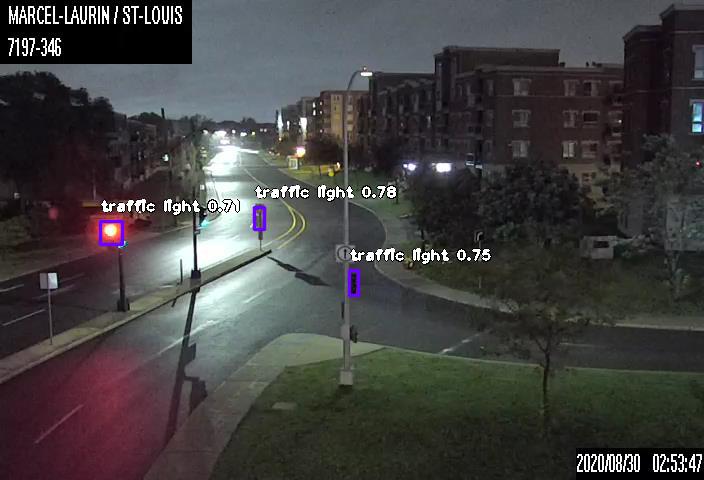 MARCEL-LAURIN / ST-LOUIS
7197-346
traffic light 0.71
traffic light 0.78
traffic light 0.75
2020/08/30 02:53:47